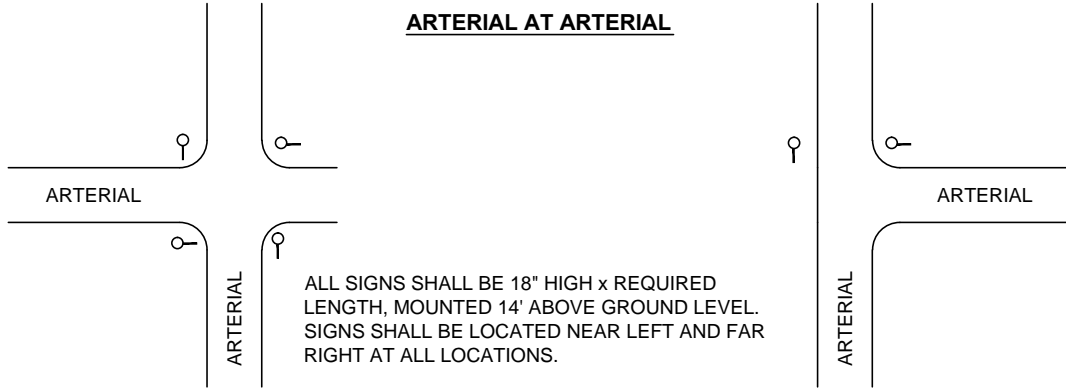 ARTERIAL AT ARTERIAL
ARTERIAL
ARTERIAL
ARTERIAL
ALL SIGNS SHALL BE 18" HIGH x REQUIRED
LENGTH, MOUNTED 14' ABOVE GROUND LEVEL.
SIGNS SHALL BE LOCATED NEAR LEFT AND FAR
RIGHT AT ALL LOCATIONS.
ARTERIAL